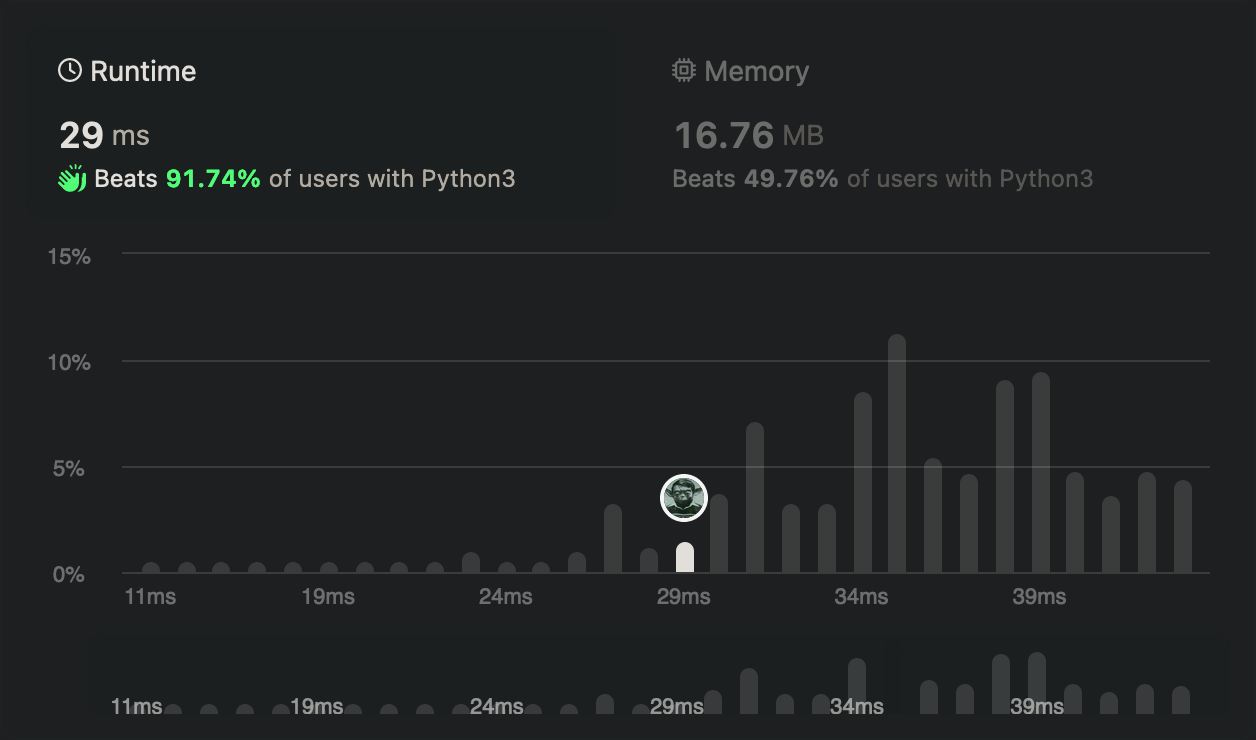 Runtime
29 ms
Beats 91.74% of users with Python3
Memory
16.76 MB
Beats 49.76% of users with Python3
15%
10%
5%
0%
11ms 19ms 24ms 29ms 34ms 39ms
11ms 19ms 24ms 29ms 34ms 39ms